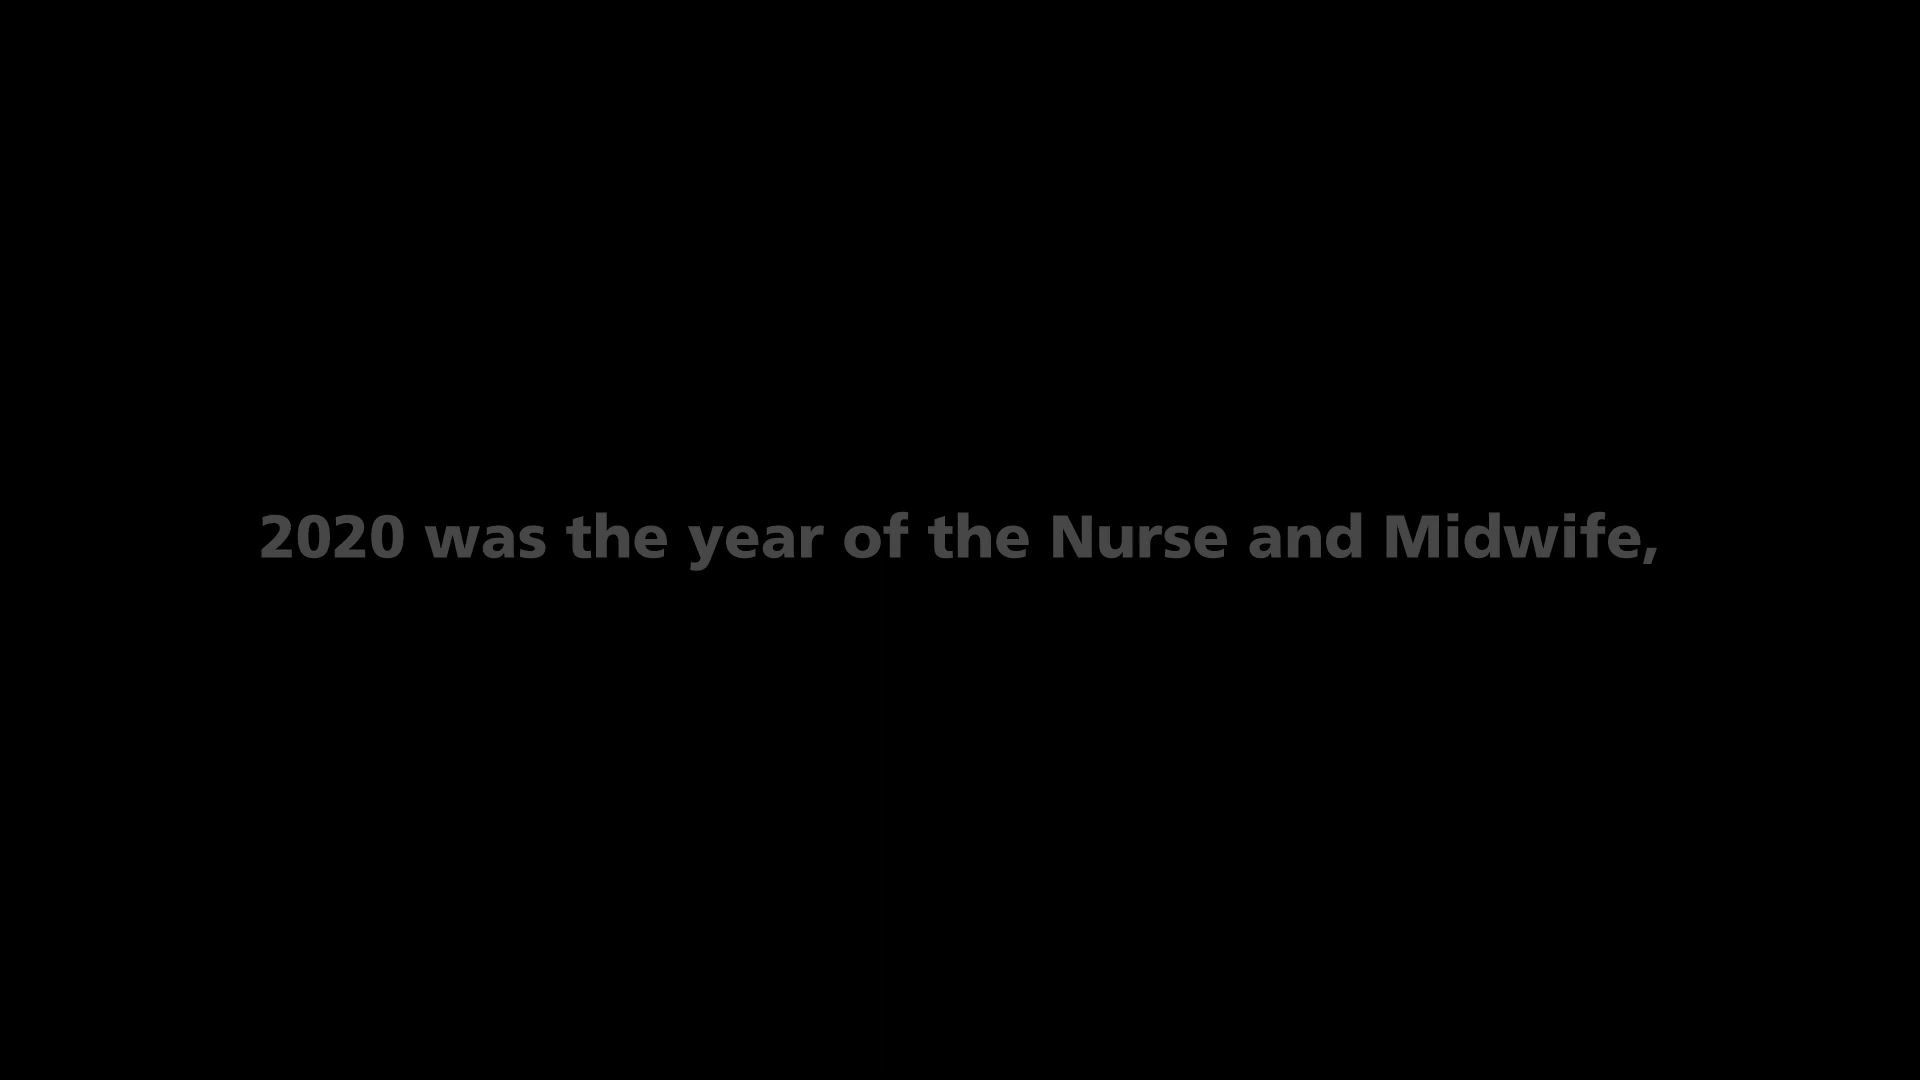 2020 was the year of the Nurse and Midwife,